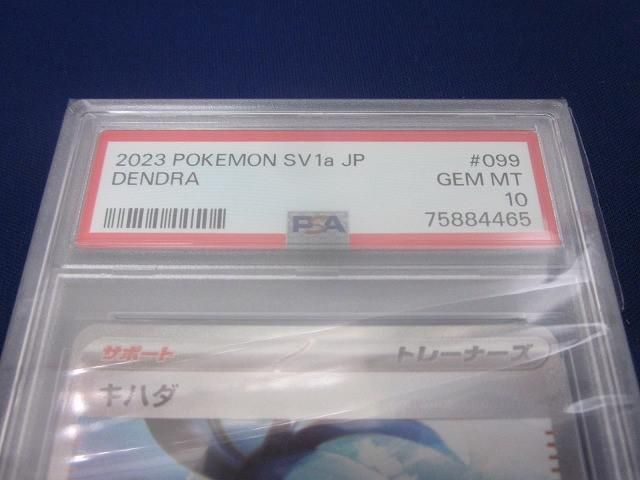 2023 POKEMON SV1a JP #099
DENDRA GEM MT
10
PSA 75884465
サポート トレーナーズ
キハダ